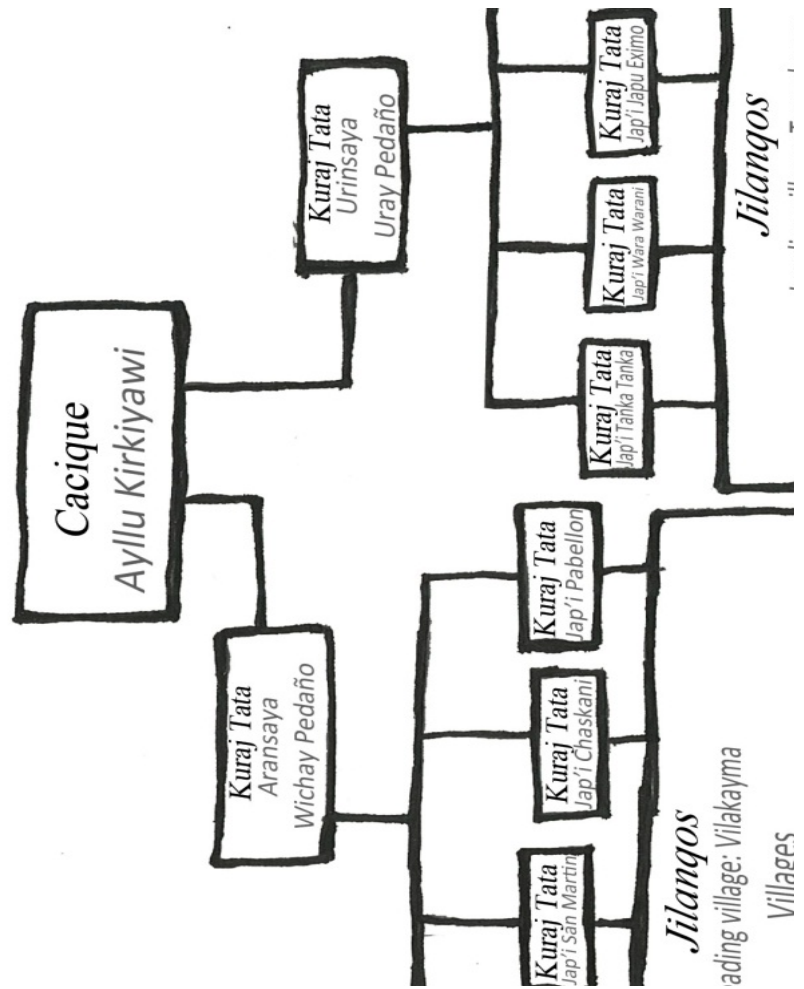 Cacique
Ayllu Kirkiyawi
Kuraj Tata
Aransaya
Wichay Pedaño
Kuraj Tata
Urinsaya
Uray Pedaño
Kuraj Tata
Jap'i San Martin
Kuraj Tata
Jap'i Chaskani
Kuraj Tata
Jap'i Pabellon
Kuraj Tata
Jap'i Tanka Tanka
Kuraj Tata
Jap'i Wara Warani
Kuraj Tata
Jap'i Japu Eximo
Jilanqos
village: Vilakayma
Villages
Jilanqos